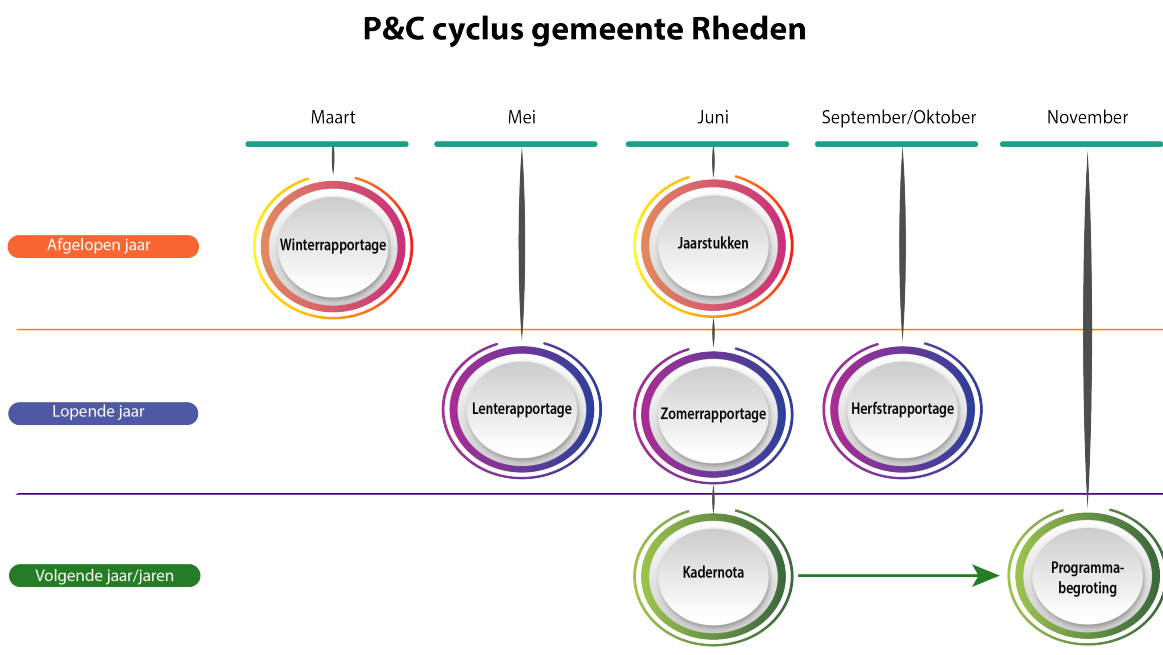 P&C cyclus gemeente Rheden
Maart
Mei
Juni
September/Oktober
November
Afgelopen jaar
Winterrapportage
Jaarstukken
Lopende jaar
Lenterapportage
Zomerrapportage
Herfstrapportage
Volgende jaar/jaren
Kadernota
Programma-
begroting